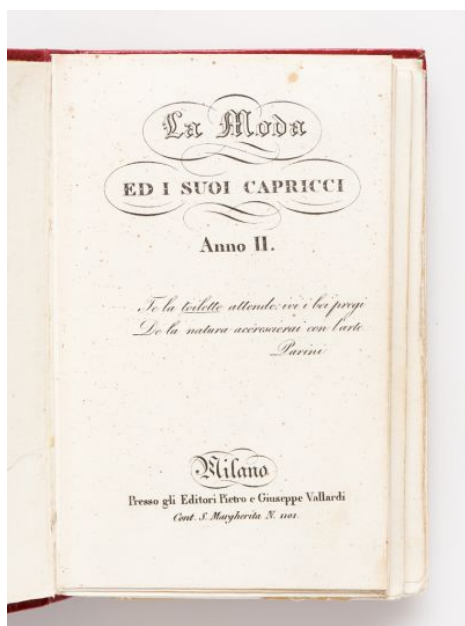 La Moda
ED I SUOI CAPRICCI
Anno II.
Te la toilette attende: ivi i bei pregi
De la natura accrescerai con l'arte
Parini
Milano
Presso gli Editori Pietro e Giuseppe Vallardi
Cont. S. Margherita N. 1101.